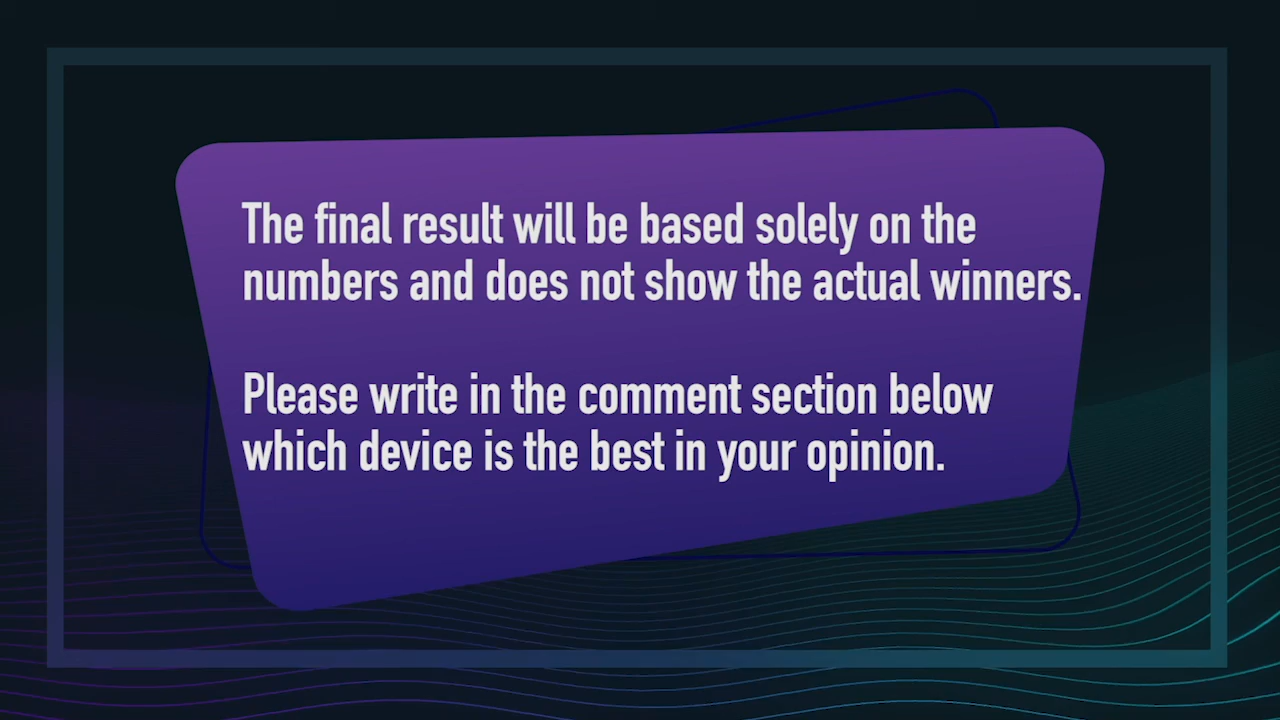 The final result will be based solely on the
numbers and does not show the actual winners.
Please write in the comment section below
which device is the best in your opinion.